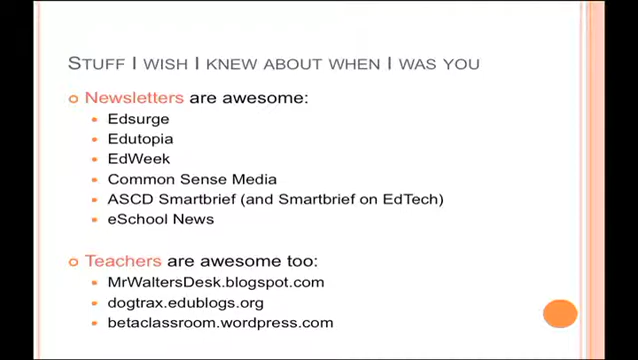 STUFF I WISH I KNEW ABOUT WHEN I WAS YOU
Newsletters are awesome:
Edsurge
Edutopia
EdWeek
Common Sense Media
ASCD Smartbrief (and Smartbrief on EdTech)
eSchool News
Teachers are awesome too:
MrWaltersDesk.blogspot.com
dogtrax.edublogs.org
betaclassroom.wordpress.com